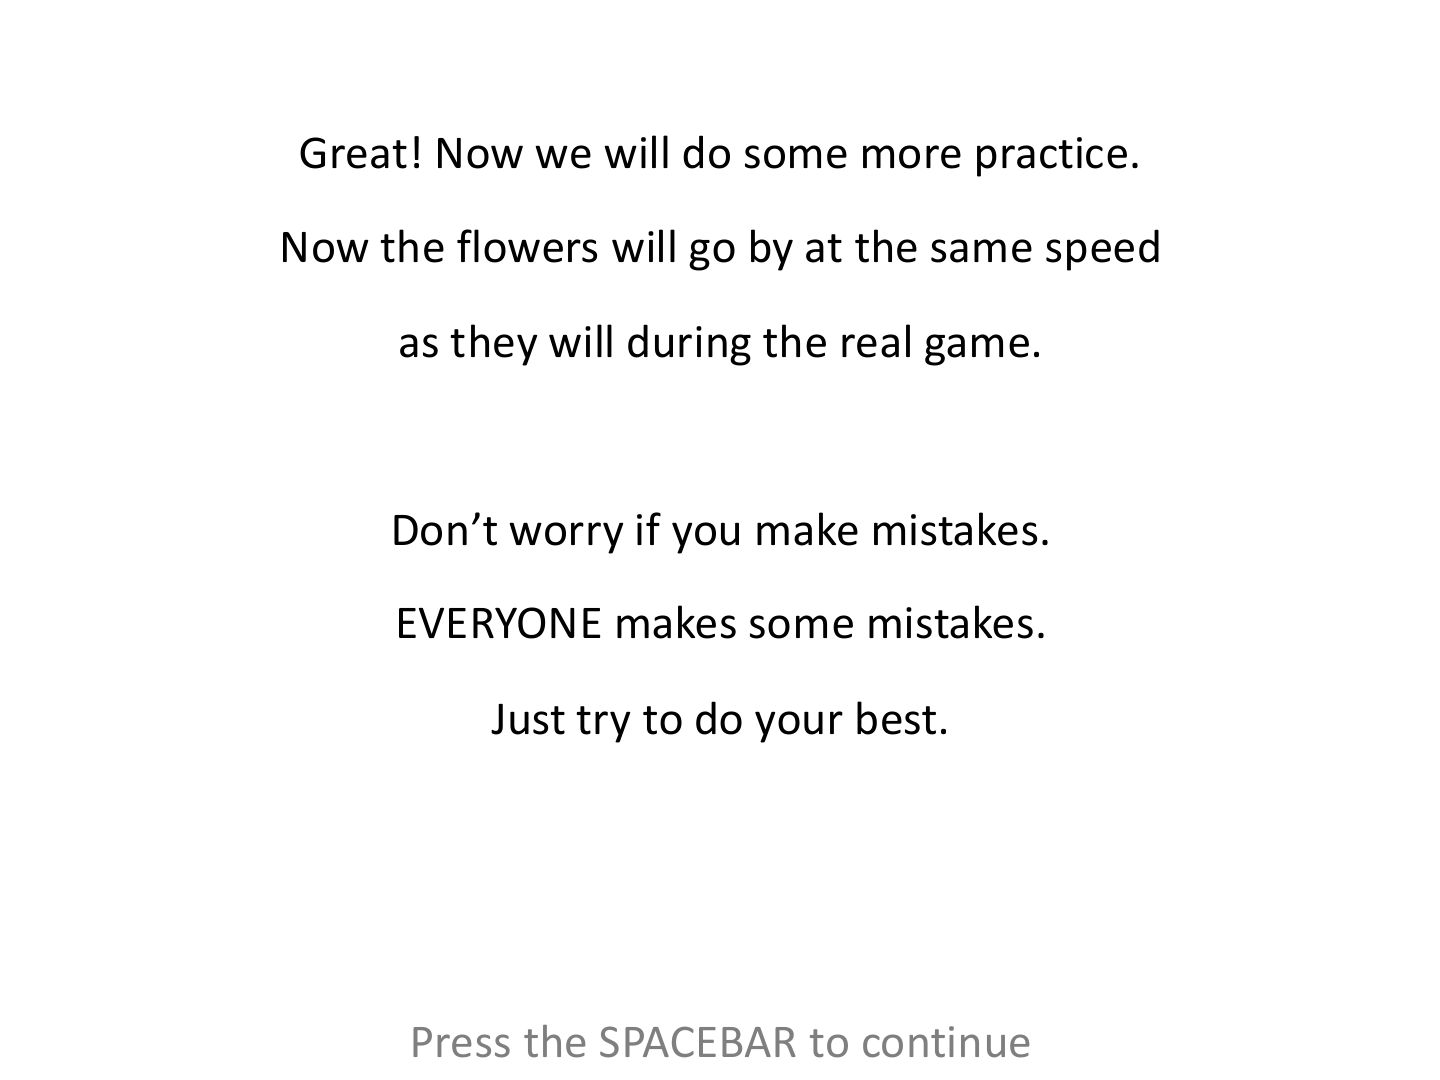 Great! Now we will do some more practice.
Now the flowers will go by at the same speed
as they will during the real game.
Don’t worry if you make mistakes.
EVERYONE makes some mistakes.
Just try to do your best.
Press the SPACEBAR to continue